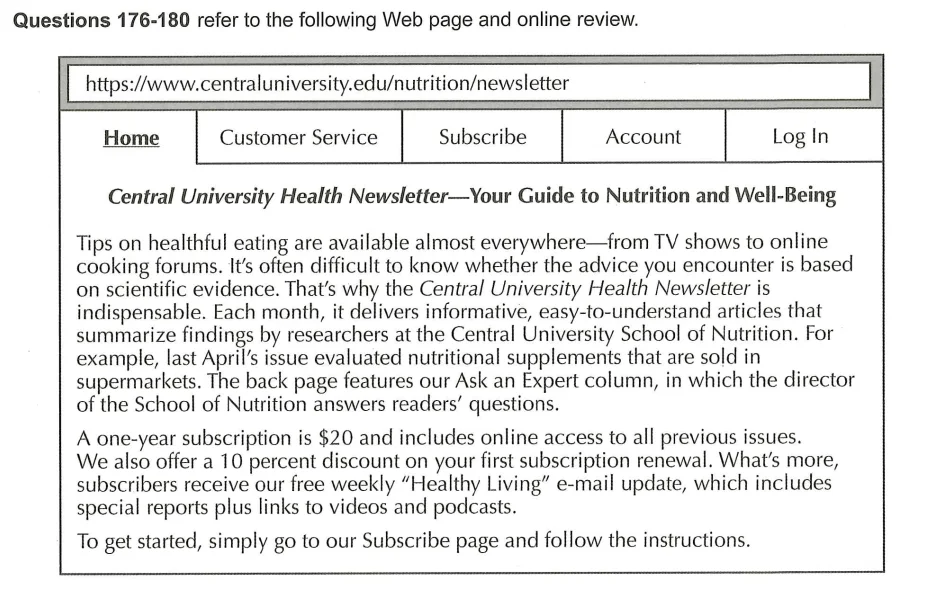 Questions 176-180 refer to the following Web page and online review.
https://www.centraluniversity.edu/nutrition/newsletter
Home Customer Service Subscribe Account Log In
Central University Health Newsletter—Your Guide to Nutrition and Well-Being
Tips on healthful eating are available almost everywhere—from TV shows to online
cooking forums. It's often difficult to know whether the advice you encounter is based
on scientific evidence. That's why the Central University Health Newsletter is
indispensable. Each month, it delivers informative, easy-to-understand articles that
summarize findings by researchers at the Central University School of Nutrition. For
example, last April's issue evaluated nutritional supplements that are sold in
supermarkets. The back page features our Ask an Expert column, in which the director
of the School of Nutrition answers readers' questions.
A one-year subscription is $20 and includes online access to all previous issues.
We also offer a 10 percent discount on your first subscription renewal. What's more,
subscribers receive our free weekly "Healthy Living" e-mail update, which includes
special reports plus links to videos and podcasts.
To get started, simply go to our Subscribe page and follow the instructions.